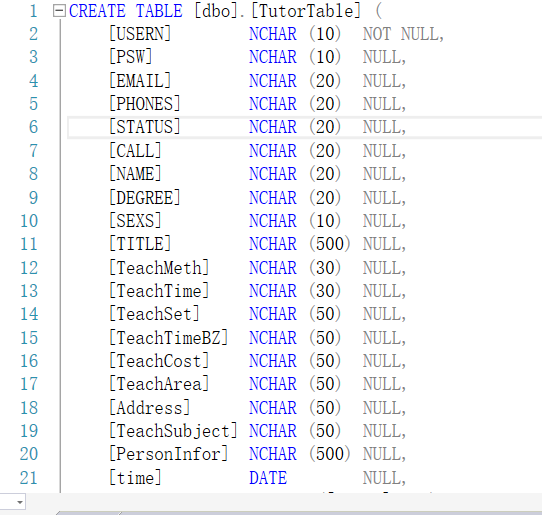 1 CREATE TABLE [dbo].[TutorTable] (
2 [USERN] NCHAR (10) NOT NULL,
3 [PSW] NCHAR (10) NULL,
4 [EMAIL] NCHAR (20) NULL,
5 [PHONES] NCHAR (20) NULL,
6 [STATUS] NCHAR (20) NULL,
7 [CALL] NCHAR (20) NULL,
8 [NAME] NCHAR (20) NULL,
9 [DEGREE] NCHAR (20) NULL,
10 [SEXS] NCHAR (10) NULL,
11 [TITLE] NCHAR (500) NULL,
12 [TeachMeth] NCHAR (30) NULL,
13 [TeachTime] NCHAR (30) NULL,
14 [TeachSet] NCHAR (50) NULL,
15 [TeachTimeBZ] NCHAR (50) NULL,
16 [TeachCost] NCHAR (50) NULL,
17 [TeachArea] NCHAR (50) NULL,
18 [Address] NCHAR (50) NULL,
19 [TeachSubject] NCHAR (50) NULL,
20 [PersonInfor] NCHAR (500) NULL,
21 [time] DATE NULL,